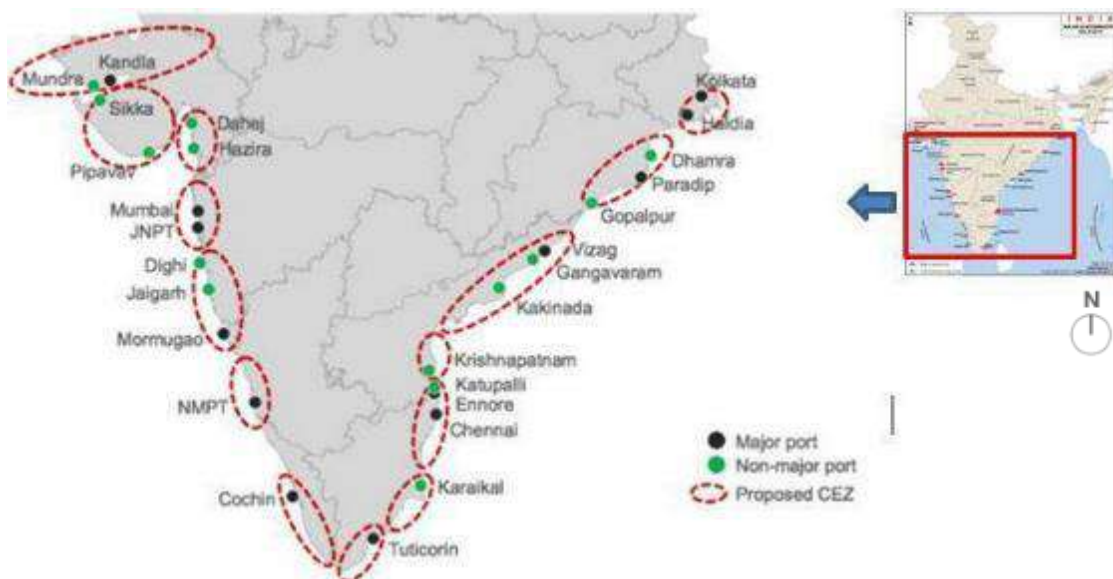 Kandla
Mundra
Sikka
Dahej
Hazira
Pipavav
Mumbai
JNPT
Dighi
Jaigarh
Mormugao
NMPT
Cochin
Kolkata
Haldia
Dhamra
Paradip
Gopalpur
Vizag
Gangavaram
Kakinada
Krishnapatnam
Katupalli
Ennore
Chennai
Karaikal
Tuticorin
Major port
Non-major port
Proposed CEZ
INDIA
N